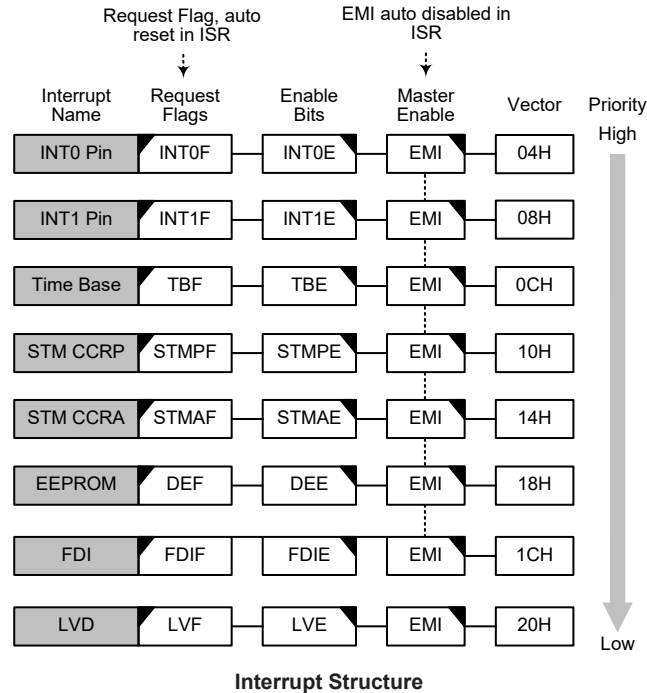 Request Flag, auto
reset in ISR
EMI auto disabled in
ISR
Interrupt
Name
Request
Flags
Enable
Bits
Master
Enable
Vector
Priority
High
INT0 Pin INT0F INT0E EMI 04H
INT1 Pin INT1F INT1E EMI 08H
Time Base TBF TBE EMI 0CH
STM CCRP STMPF STMPE EMI 10H
STM CCRA STMAF STMAE EMI 14H
EEPROM DEF DEE EMI 18H
FDI FDIF FDIE EMI 1CH
LVD LVF LVE EMI 20H
Low
Interrupt Structure